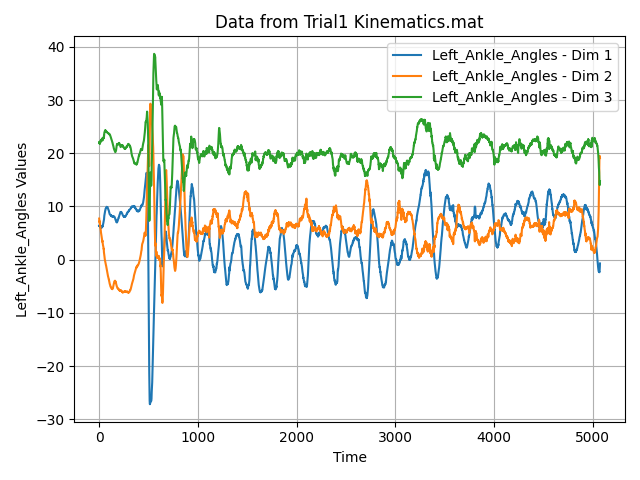 Data from Trial1 Kinematics.mat
Left_Ankle_Angles - Dim 1
Left_Ankle_Angles - Dim 2
Left_Ankle_Angles - Dim 3
Left_Ankle_Angles Values
40
30
20
10
0
−10
−20
−30
0 1000 2000 3000 4000 5000
Time